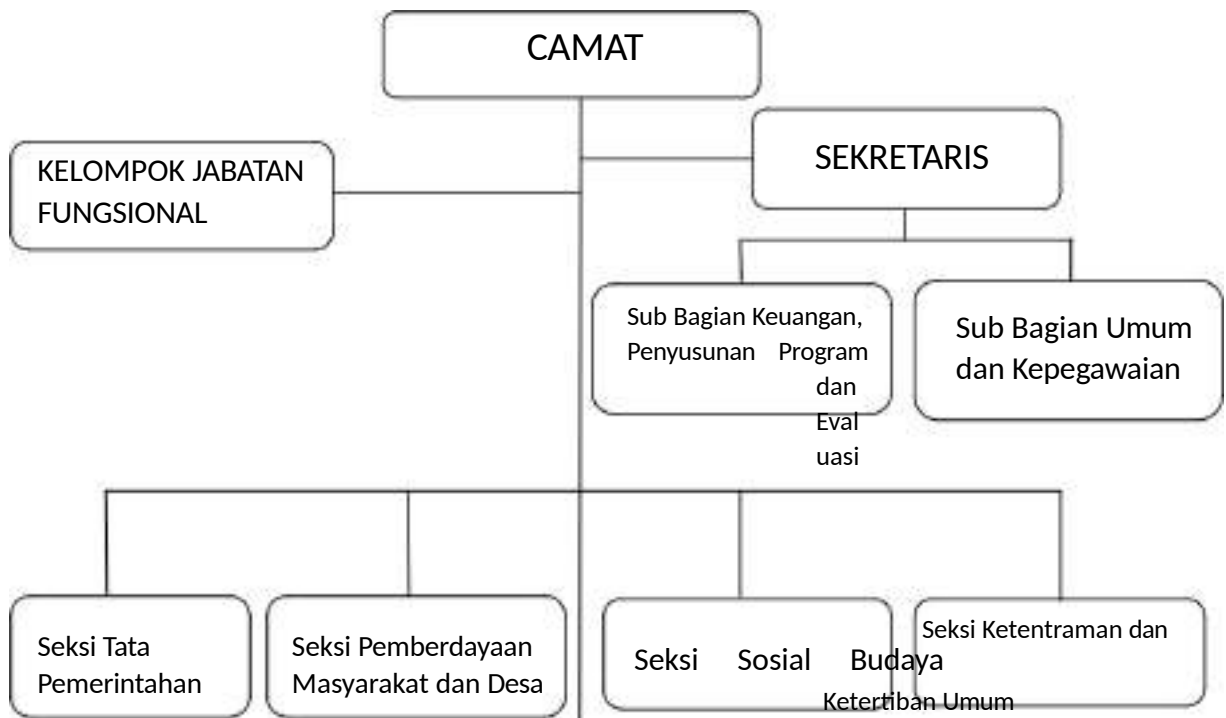 CAMAT
SEKRETARIS
KELOMPOK JABATAN
FUNGSIONAL
Sub Bagian Keuangan,
Penyusunan Program
dan
Eval
uasi
Sub Bagian Umum
dan Kepegawaian
Seksi Tata
Pemerintahan
Seksi Pemberdayaan
Masyarakat dan Desa
Seksi Sosial Budaya
Seksi Ketentraman dan
Ketertiban Umum